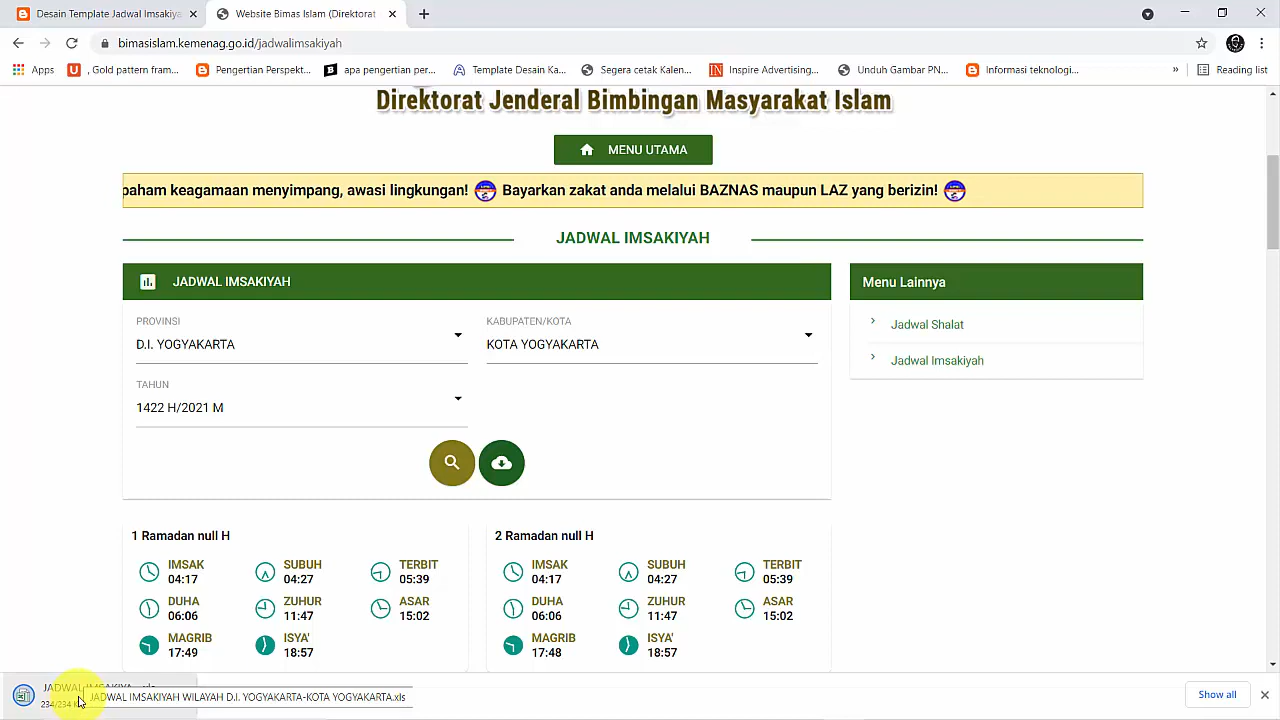 Desain Template Jadwal Imsakiye
Website Bimas Islam (Direktorat
bimasislam.kemenag.go.id/jadwalimsakiyah
Apps
, Gold pattern fram...
Pengertian Perspekt...
apa pengertian per...
Template Desain Ka...
Segera cetak Kalen...
Inspire Advertising...
Unduh Gambar PN...
Informasi teknologi...
»
Reading list
Direktorat Jenderal Bimbingan Masyarakat Islam
MENU UTAMA
paham keagamaan menyimpang, awasi lingkungan! Bayarkan zakat anda melalui BAZNAS maupun LAZ yang berizin!
JADWAL IMSAKIYAH
JADWAL IMSAKIYAH
PROVINSI
D.I. YOGYAKARTA
KABUPATEN/KOTA
KOTA YOGYAKARTA
TAHUN
1422 H/2021 M
Menu Lainnya
Jadwal Shalat
Jadwal Imsakiyah
1 Ramadan null H
IMSAK
04:17
SUBUH
04:27
TERBIT
05:39
DUHA
06:06
ZUHUR
11:47
ASAR
15:02
MAGRIB
17:49
ISYA'
18:57
2 Ramadan null H
IMSAK
04:17
SUBUH
04:27
TERBIT
05:39
DUHA
06:06
ZUHUR
11:47
ASAR
15:02
MAGRIB
17:48
ISYA'
18:57
234/234
JADWAL IMSAKIYAH WILAYAH D.I. YOGYAKARTA-KOTA YOGYAKARTA.xls
Show all